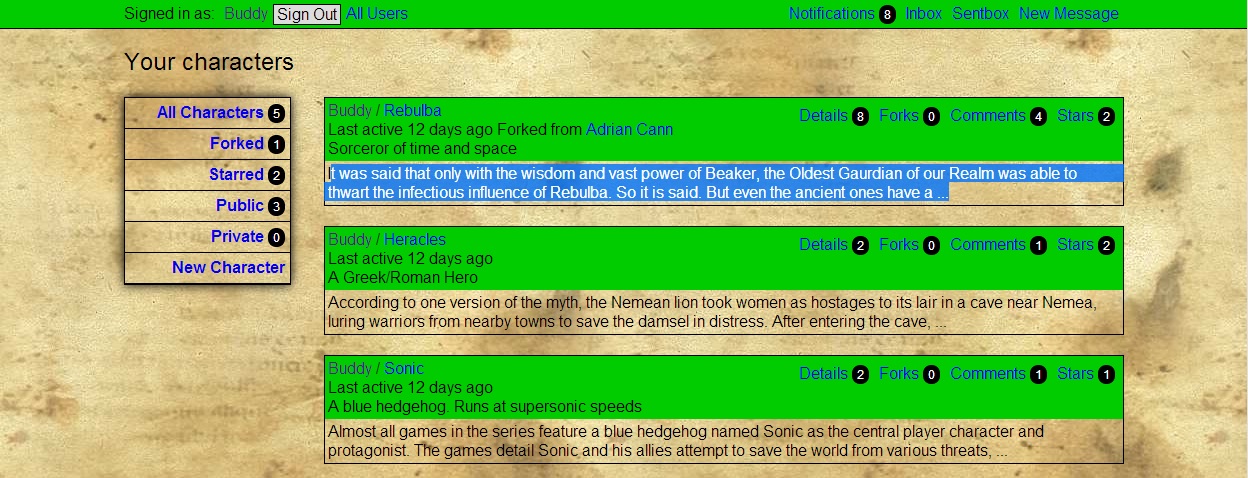 Signed in as: Buddy Sign Out All Users Notifications 8 Inbox Sentbox New Message
Your characters
All Characters 5
Forked 1
Starred 2
Public 3
Private 0
New Character
Buddy / Rebulba Details 8 Forks 0 Comments 4 Stars 2
Last active 12 days ago Forked from Adrian Cann
Sorceror of time and space
It was said that only with the wisdom and vast power of Beaker, the Oldest Gaurdian of our Realm was able to
thwart the infectious influence of Rebulba. So it is said. But even the ancient ones have a ...
Buddy / Heracles Details 2 Forks 0 Comments 1 Stars 2
Last active 12 days ago
A Greek/Roman Hero
According to one version of the myth, the Nemean lion took women as hostages to its lair in a cave near Nemea,
luring warriors from nearby towns to save the damsel in distress. After entering the cave, ...
Buddy / Sonic Details 2 Forks 0 Comments 1 Stars 1
Last active 12 days ago
A blue hedgehog. Runs at supersonic speeds
Almost all games in the series feature a blue hedgehog named Sonic as the central player character and
protagonist. The games detail Sonic and his allies attempt to save the world from various threats, ...